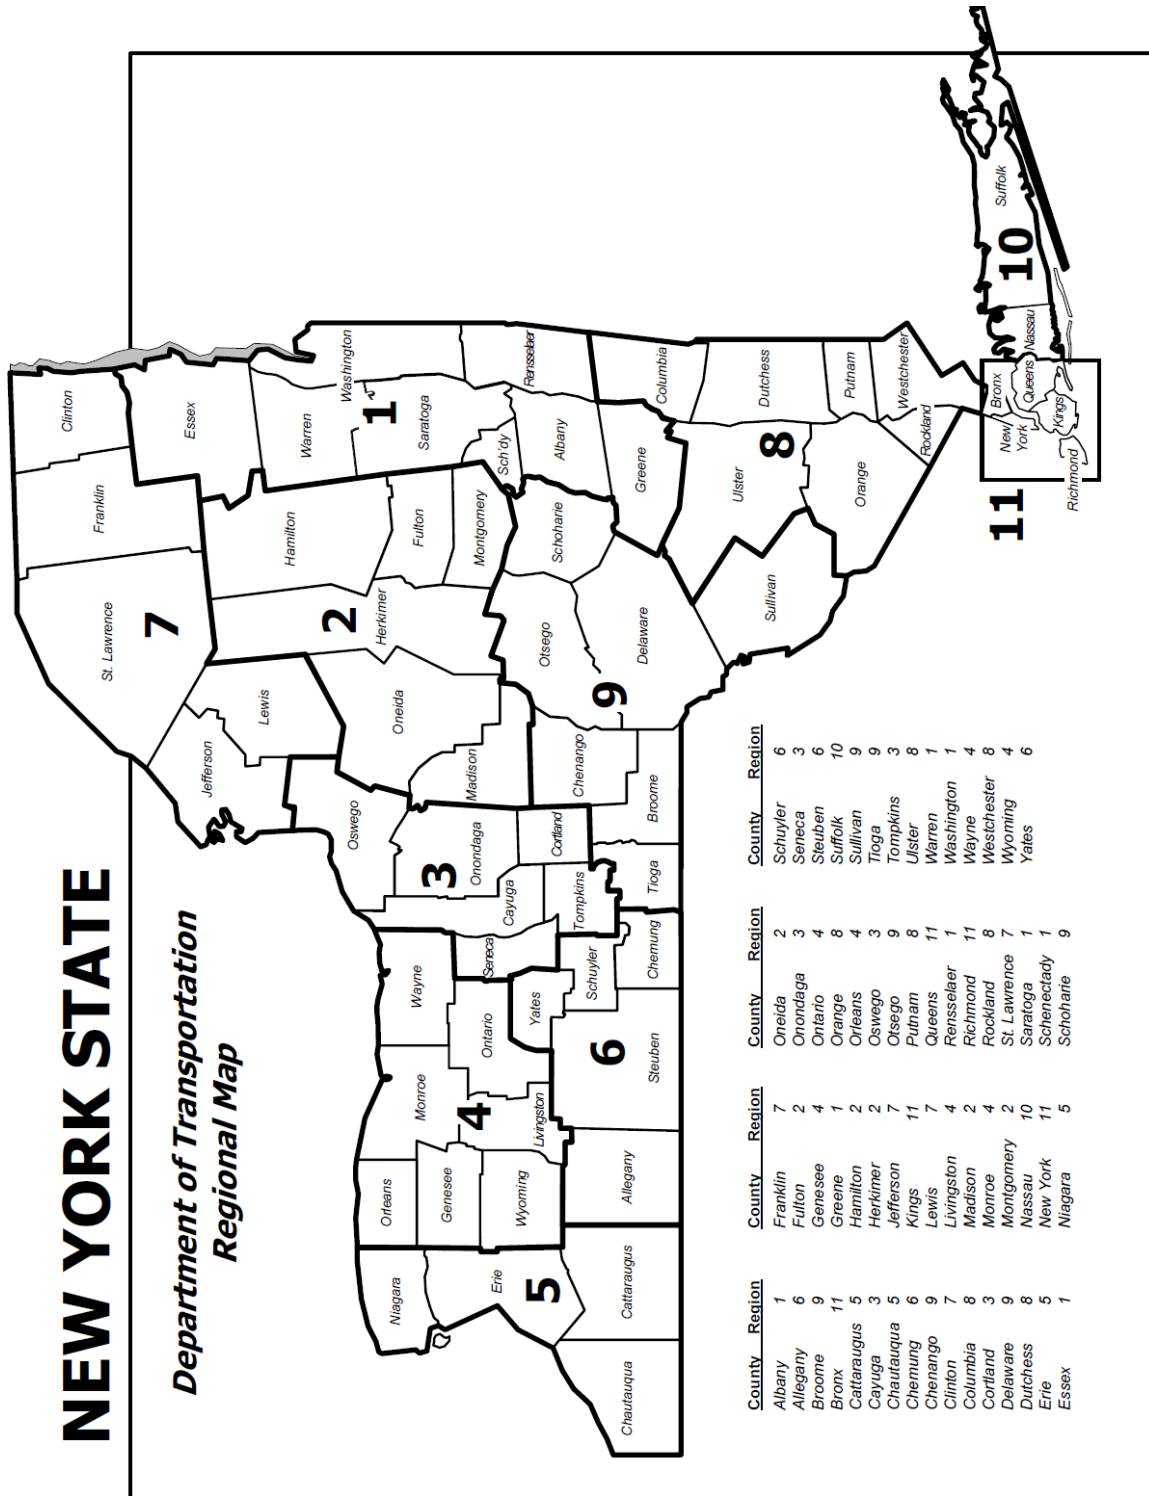 NEW YORK STATE
Department of Transportation
Regional Map
Clinton
Franklin
St. Lawrence
7
Essex
Jefferson
Lewis
Hamilton
Warren
Washington
1
2
Herkimer
Oneida
Fulton
Saratoga
Montgomery
Sch'dy
Rensselaer
Albany
Oswego
Madison
Onondaga
3
Cayuga
Cortland
Tompkins
Seneca
Wayne
Monroe
Ontario
4
Livingston
Orleans
Genesee
Wyoming
Niagara
Erie
5
Chautauqua
Cattaraugus
Allegany
Steuben
6
Yates
Schuyler
Chemung
Tioga
Broome
Chenango
9
Otsego
Delaware
Schoharie
Sullivan
Greene
Columbia
Ulster
8
Dutchess
Orange
Putnam
Rockland
Westchester
11
New
York
Bronx
Queens
Kings
Richmond
Nassau
10
Suffolk
County Region
Albany 1
Allegany 6
Broome 9
Bronx 11
Cattaraugus 5
Cayuga 3
Chautauqua 5
Chemung 6
Chenango 9
Clinton 7
Columbia 8
Cortland 3
Delaware 9
Dutchess 8
Erie 5
Essex 1
County Region
Franklin 7
Fulton 2
Genesee 4
Greene 1
Hamilton 2
Herkimer 2
Jefferson 7
Kings 11
Lewis 7
Livingston 4
Madison 2
Monroe 4
Montgomery 2
Nassau 10
New York 11
Niagara 5
County Region
Oneida 2
Onondaga 3
Ontario 4
Orange 8
Orleans 4
Oswego 3
Otsego 9
Putnam 8
Queens 11
Rensselaer 1
Richmond 11
Rockland 8
St. Lawrence 7
Saratoga 1
Schenectady 1
Schoharie 9
County Region
Schuyler 6
Seneca 3
Steuben 6
Suffolk 10
Sullivan 9
Tioga 9
Tompkins 3
Ulster 8
Warren 1
Washington 1
Wayne 4
Westchester 8
Wyoming 4
Yates 6